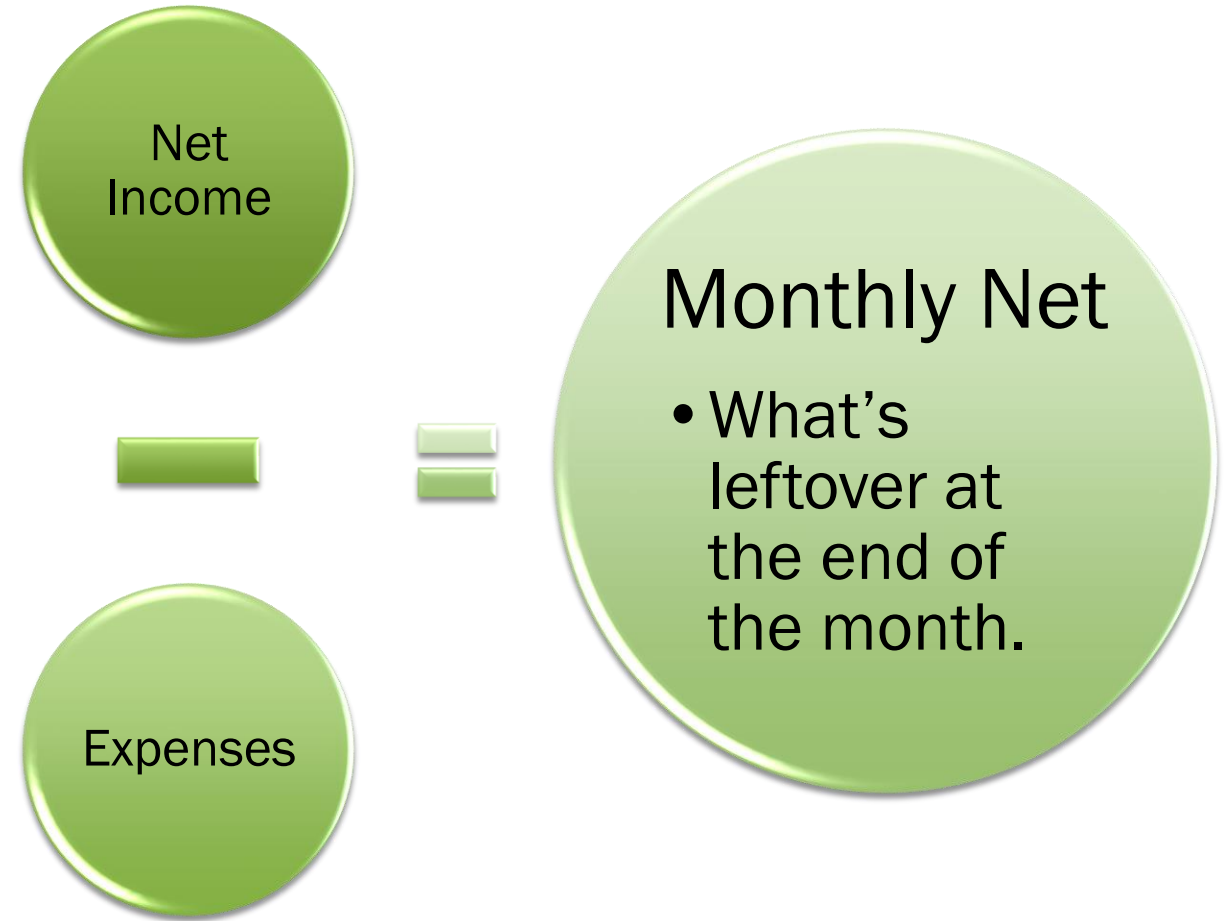 Net
Income
Expenses
Monthly Net
• What’s
leftover at
the end of
the month.